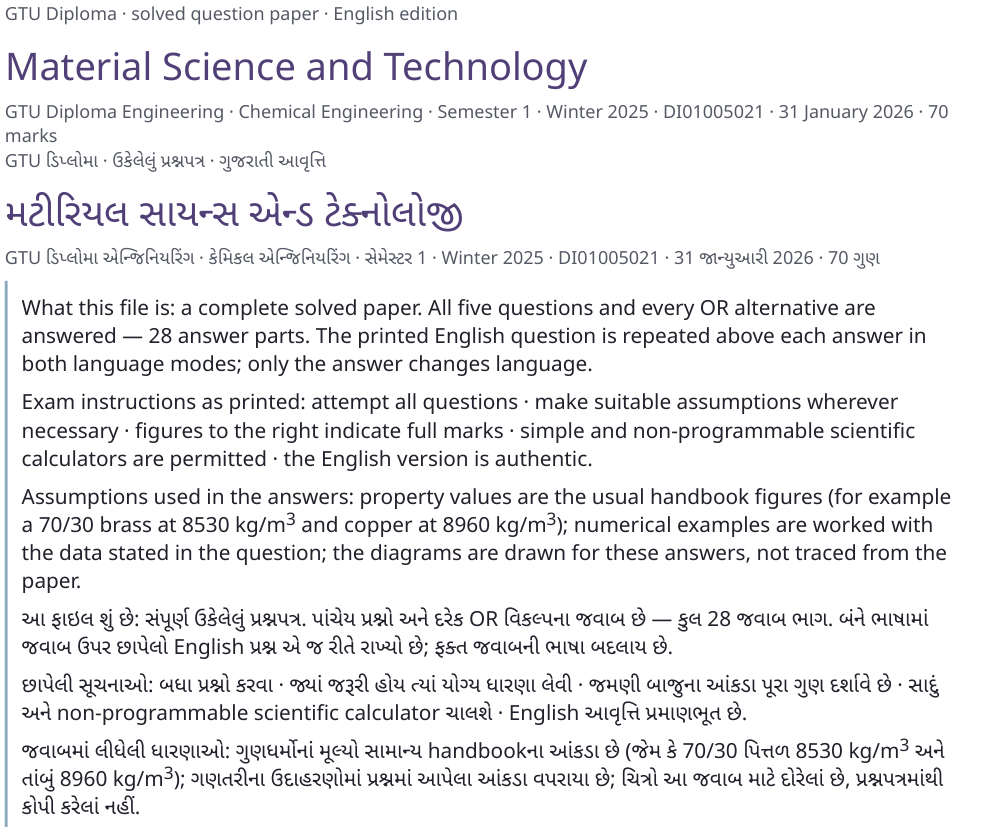 GTU Diploma · solved question paper · English edition
Material Science and Technology
GTU Diploma Engineering · Chemical Engineering · Semester 1 · Winter 2025 · DI01005021 · 31 January 2026 · 70
marks
GTU ડિપ્લોમા · ઉકેલેલું પ્રશ્નપત્ર · ગુજરાતી આવૃત્તિ
મટીરિયલ સાયન્સ એન્ડ ટેક્નોલોજી
GTU ડિપ્લોમા એન્જિનિયરિંગ · કેમિકલ એન્જિનિયરિંગ · સેમેસ્ટર 1 · Winter 2025 · DI01005021 · 31 જાન્યુઆરી 2026 · 70 ગુણ
What this file is: a complete solved paper. All five questions and every OR alternative are
answered — 28 answer parts. The printed English question is repeated above each answer in
both language modes; only the answer changes language.
Exam instructions as printed: attempt all questions · make suitable assumptions wherever
necessary · figures to the right indicate full marks · simple and non-programmable scientific
calculators are permitted · the English version is authentic.
Assumptions used in the answers: property values are the usual handbook figures (for example
a 70/30 brass at 8530 kg/m³ and copper at 8960 kg/m³); numerical examples are worked with
the data stated in the question; the diagrams are drawn for these answers, not traced from the
paper.
આ ફાઇલ શું છે: સંપૂર્ણ ઉકેલેલું પ્રશ્નપત્ર. પાંચેય પ્રશ્નો અને દરેક OR વિકલ્પના જવાબ છે — કુલ 28 જવાબ ભાગ. બંને ભાષામાં
જવાબ ઉપર છાપેલો English પ્રશ્ન એ જ રીતે રાખ્યો છે; ફક્ત જવાબની ભાષા બદલાય છે.
છાપેલી સૂચનાઓ: બધા પ્રશ્નો કરવા · જ્યાં જરૂરી હોય ત્યાં યોગ્ય ધારણા લેવી · જમણી બાજુના આંકડા પૂરા ગુણ દર્શાવે છે · સાદું
અને non-programmable scientific calculator ચાલશે · English આવૃત્તિ પ્રમાણભૂત છે.
જવાબમાં લીધેલી ધારણાઓ: ગુણધર્મોનાં મૂલ્યો સામાન્ય handbookના આંકડા છે (જેમ કે 70/30 પિત્તળ 8530 kg/m³ અને
તાંબું 8960 kg/m³); ગણતરીના ઉદાહરણોમાં પ્રશ્નમાં આપેલા આંકડા વપરાયા છે; ચિત્રો આ જવાબ માટે દોરેલાં છે, પ્રશ્નપત્રમાંથી
કોપી કરેલાં નહીં.